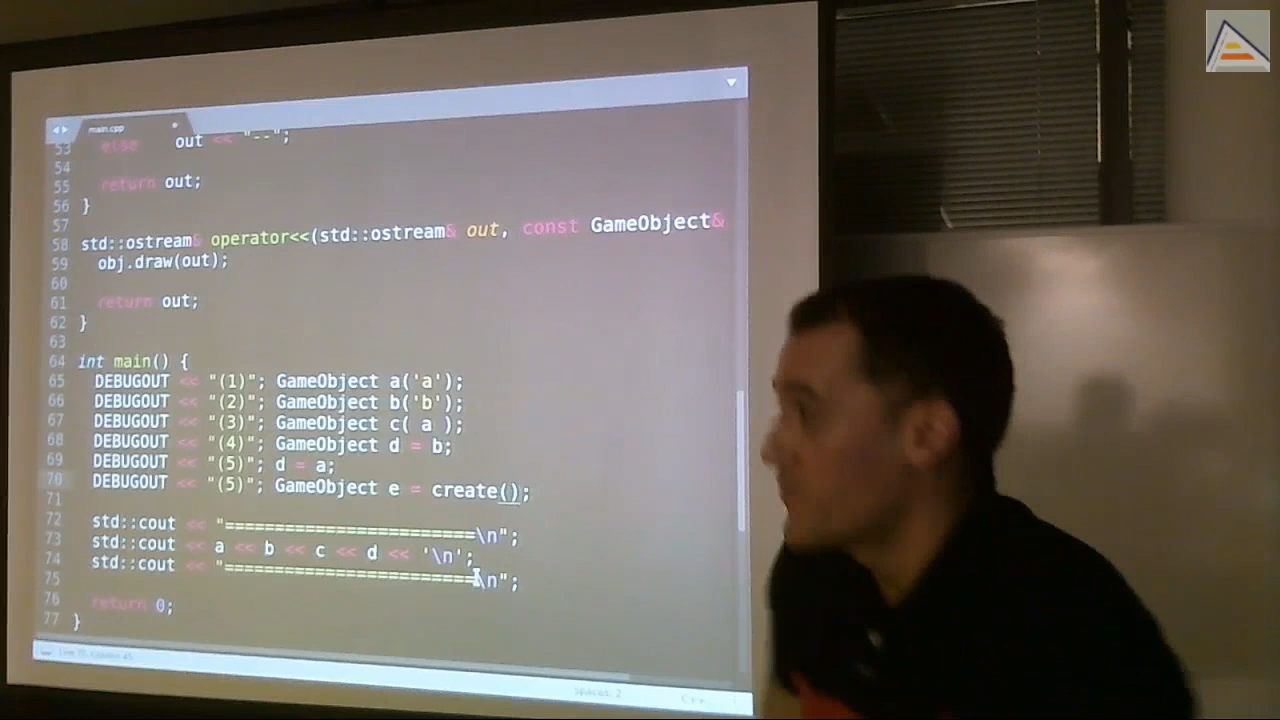 main.cpp
53 else out << "--";
54
55 return out;
56 }
57
58 std::ostream& operator<<(std::ostream& out, const GameObject&
59 obj.draw(out);
60
61 return out;
62 }
63
64 int main() {
65 DEBUGOUT << "(1)"; GameObject a('a');
66 DEBUGOUT << "(2)"; GameObject b('b');
67 DEBUGOUT << "(3)"; GameObject c( a );
68 DEBUGOUT << "(4)"; GameObject d = b;
69 DEBUGOUT << "(5)"; d = a;
70 DEBUGOUT << "(5)"; GameObject e = create();
71
72 std::cout << "=========================\n";
73 std::cout << a << b << c << d << '\n';
74 std::cout << "=========================\n";
75
76 return 0;
77 }
Spaces: 2
C++